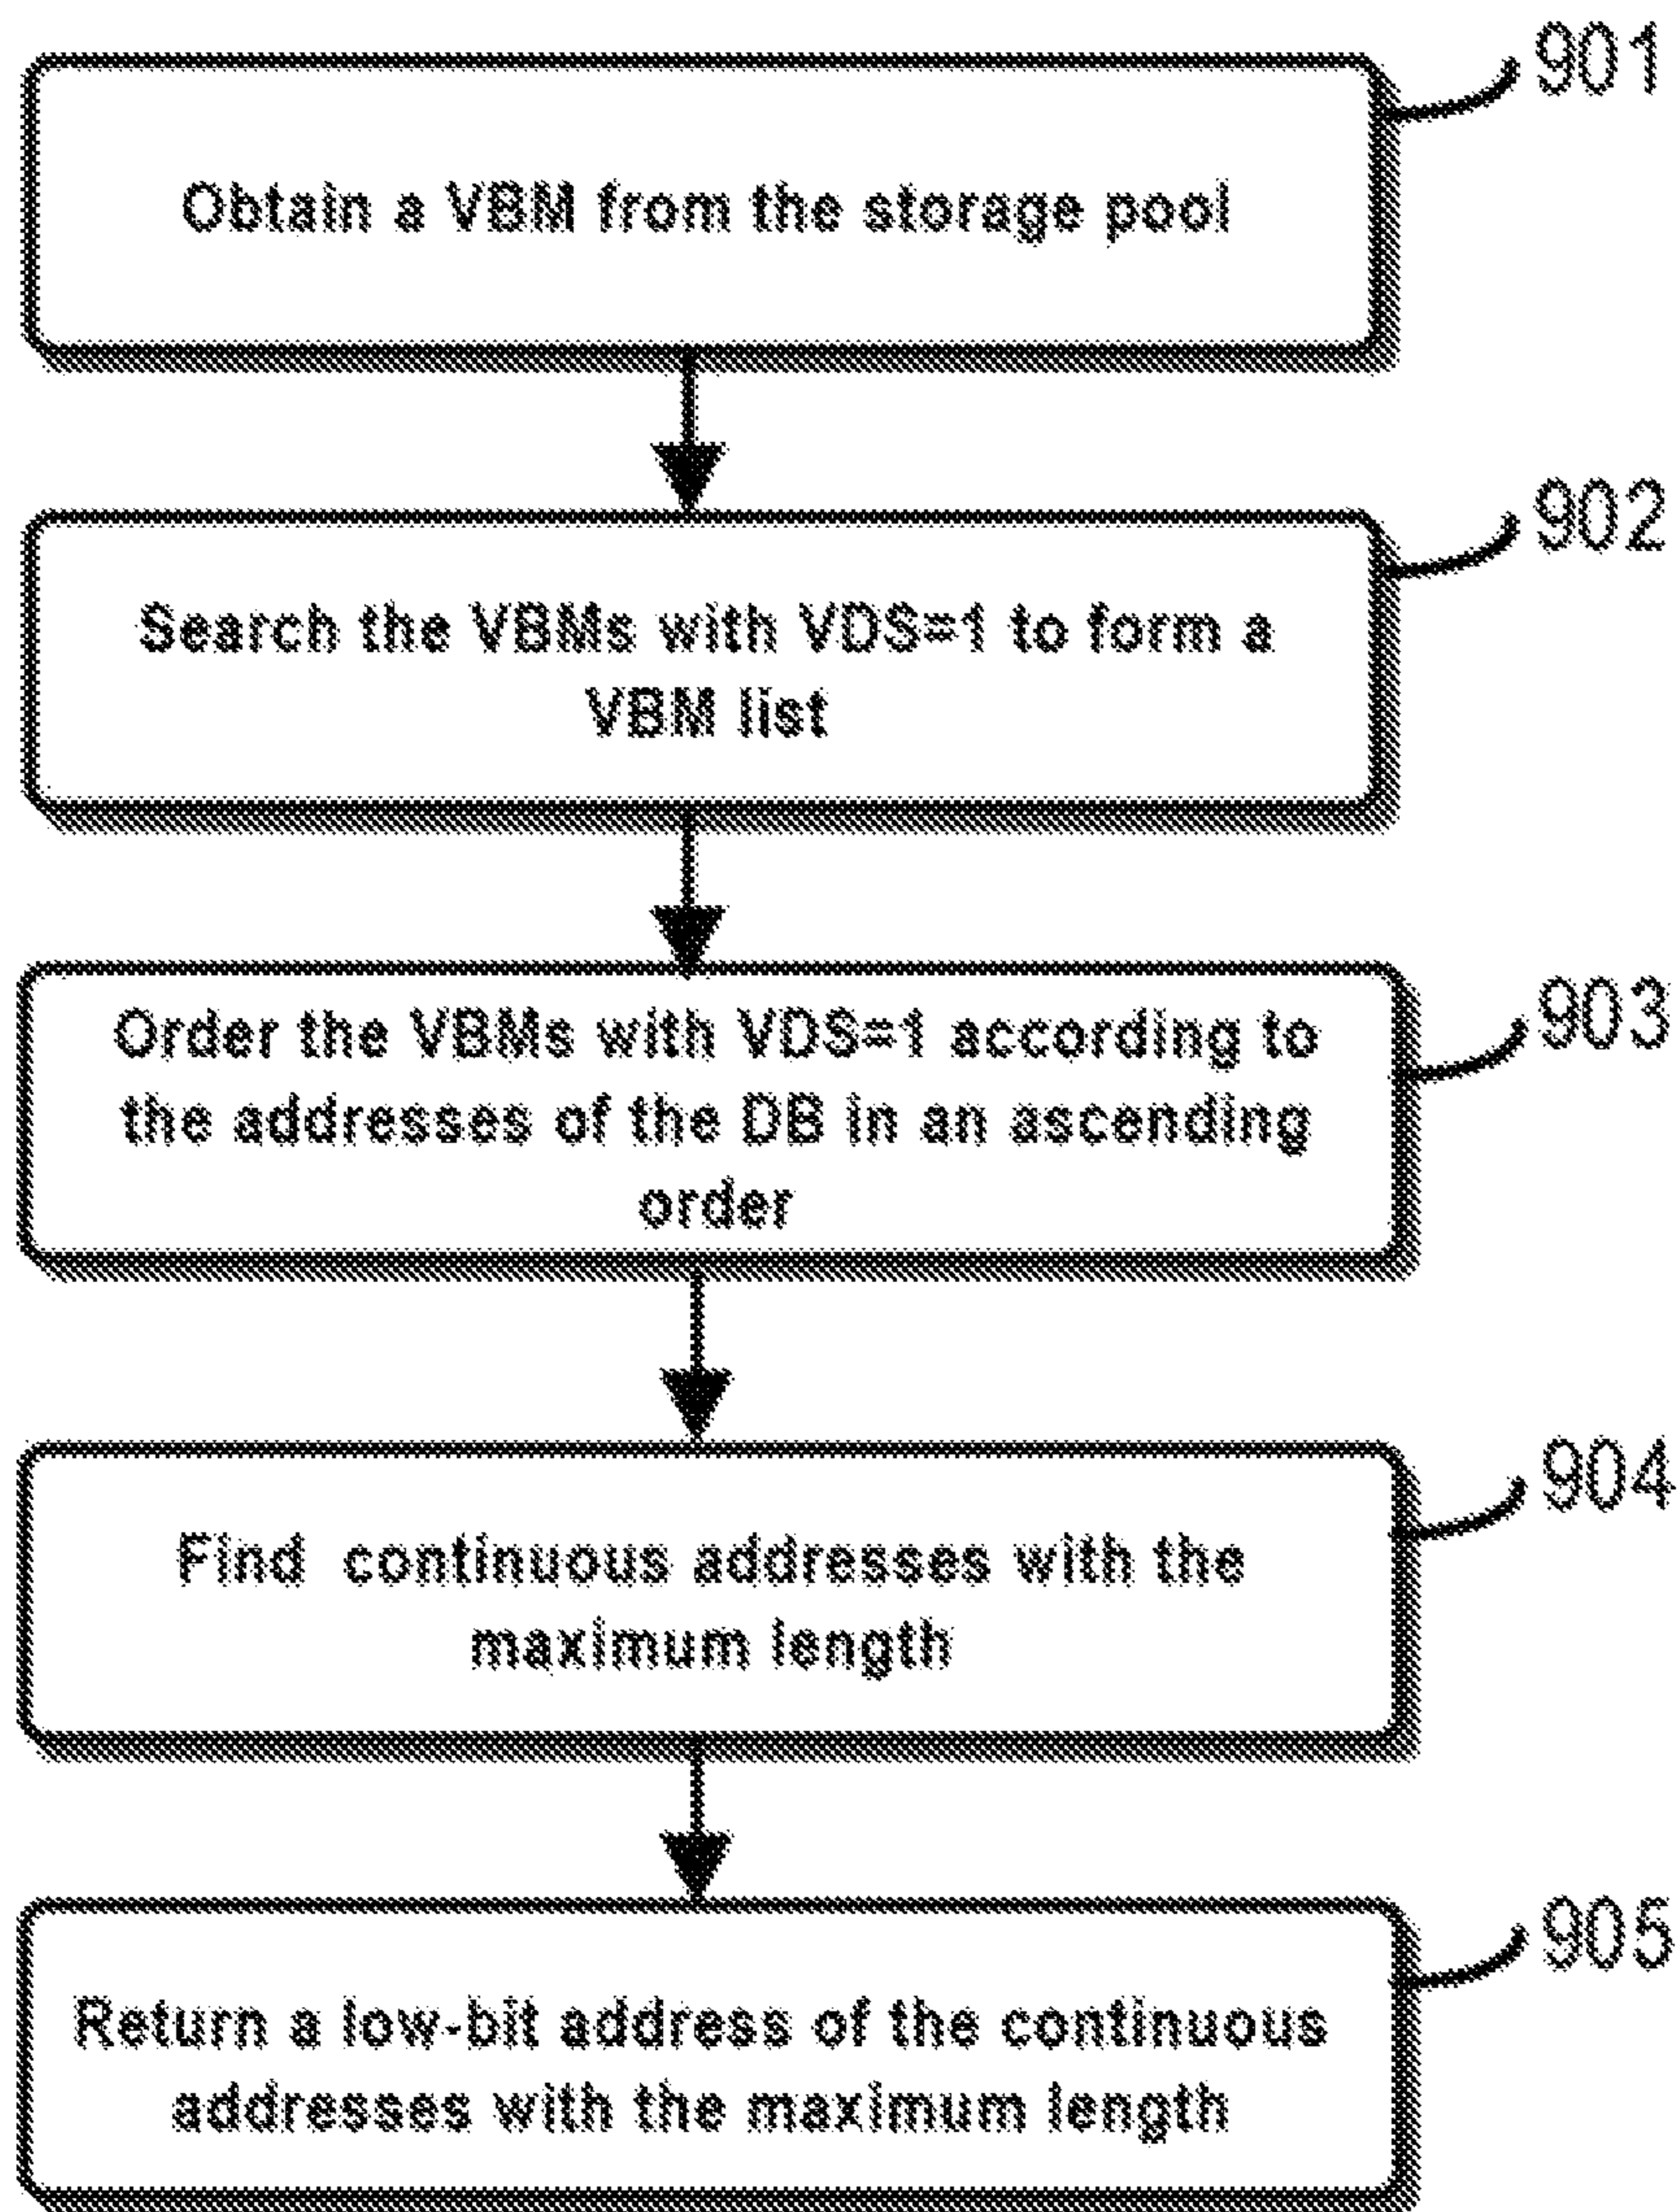 901
Obtain a VBM from the storage pool
902
Search the VBMs with VDS=1 to form a
VBM list
903
Order the VBMs with VDS=1 according to
the addresses of the DB in an ascending
order
904
Find continuous addresses with the
maximum length
905
Return a low-bit address of the continuous
addresses with the maximum length